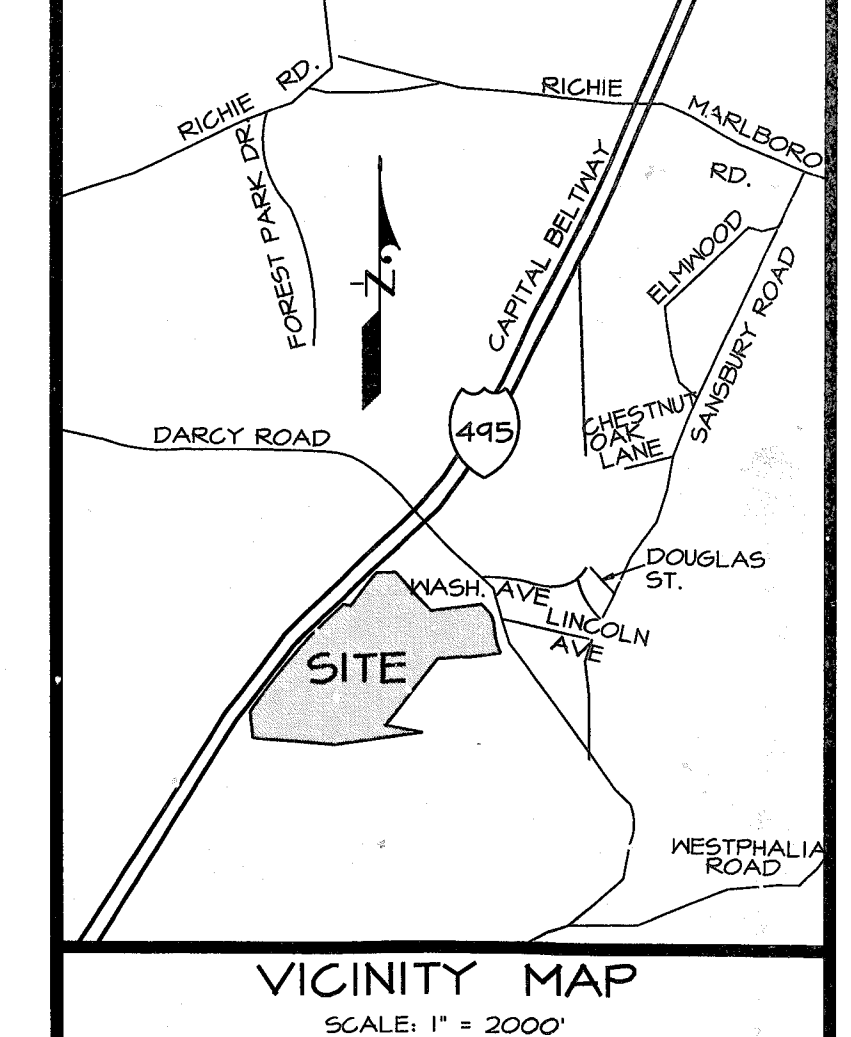 RICHIE RD.
RICHIE
MARLBORO
RD.
FOREST PARK DR.
CAPITAL BELTWAY
ELMWOOD
SANSBURY ROAD
N
CHESTNUT
OAK
LANE
495
DARCY ROAD
DOUGLAS
ST.
WASH. AVE
LINCOLN
AVE
SITE
WESTPHALIA
ROAD
VICINITY MAP
SCALE: 1" = 2000'